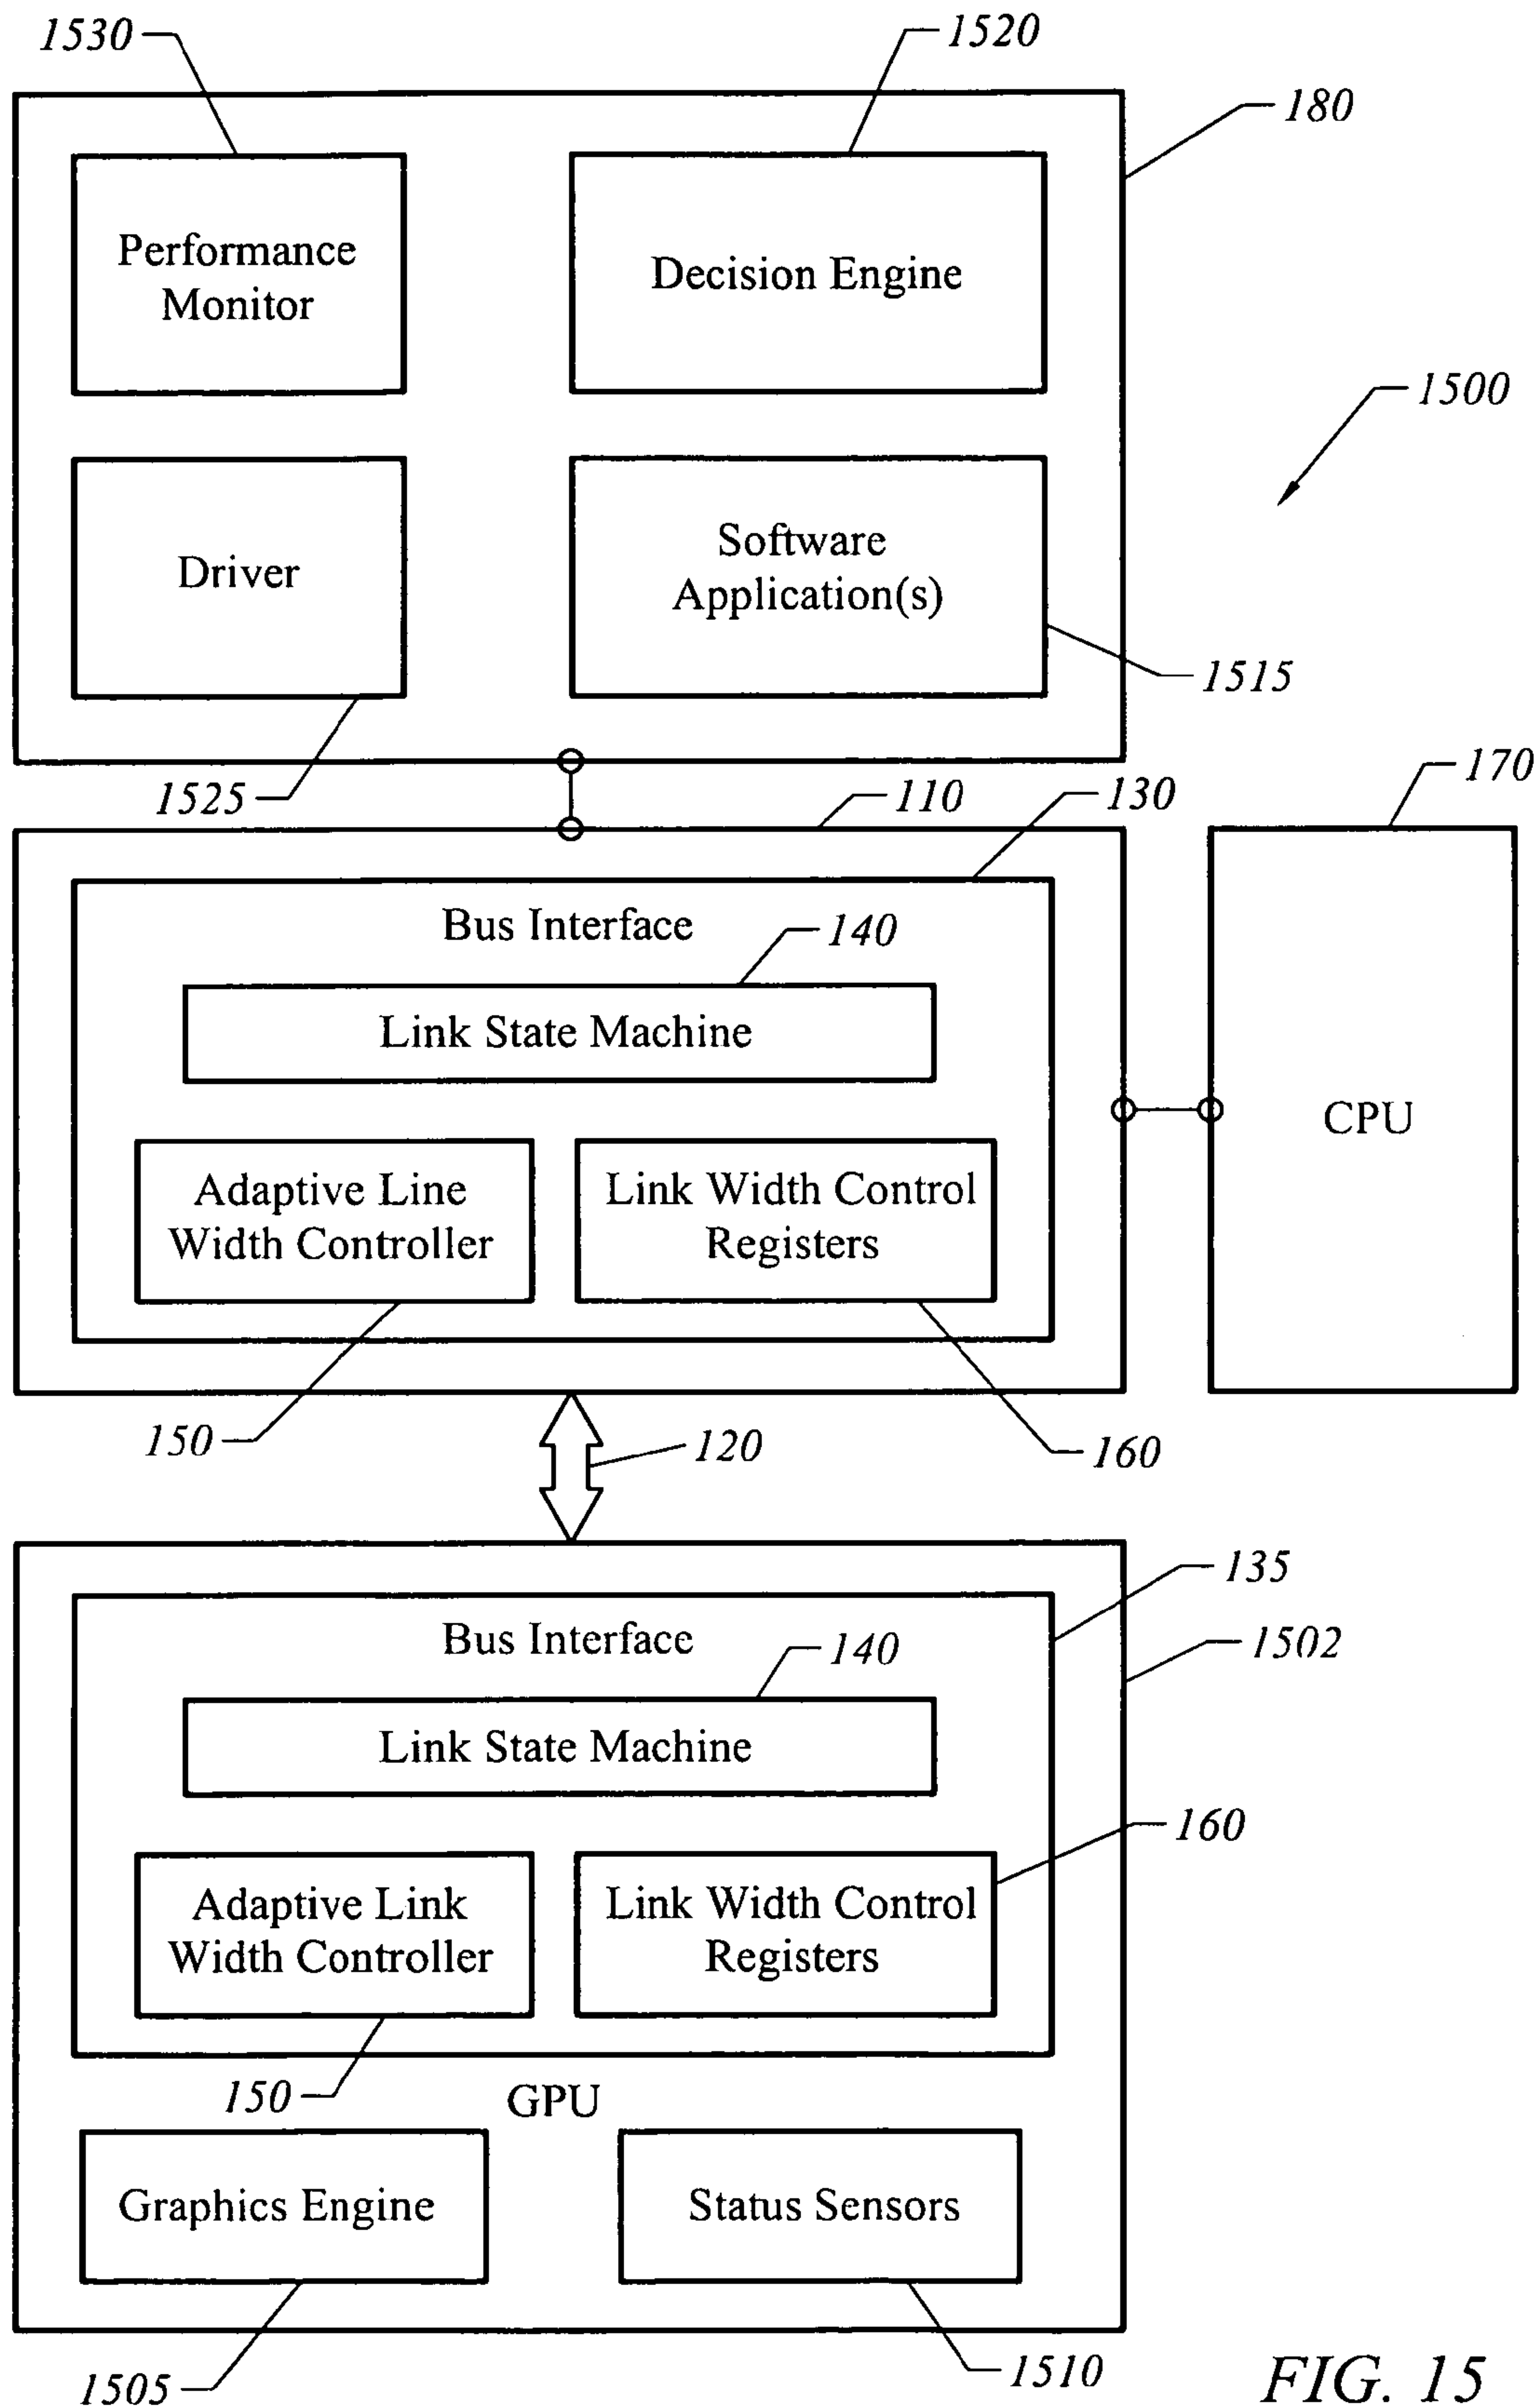 1530
1520
180
Performance
Monitor
Decision Engine
1500
Driver
Software
Application(s)
1515
1525
110
130
170
Bus Interface
140
Link State Machine
CPU
Adaptive Line
Width Controller
Link Width Control
Registers
150
120
160
135
Bus Interface
140
1502
Link State Machine
160
Adaptive Link
Width Controller
Link Width Control
Registers
150
GPU
Graphics Engine
Status Sensors
1505
1510
FIG. 15